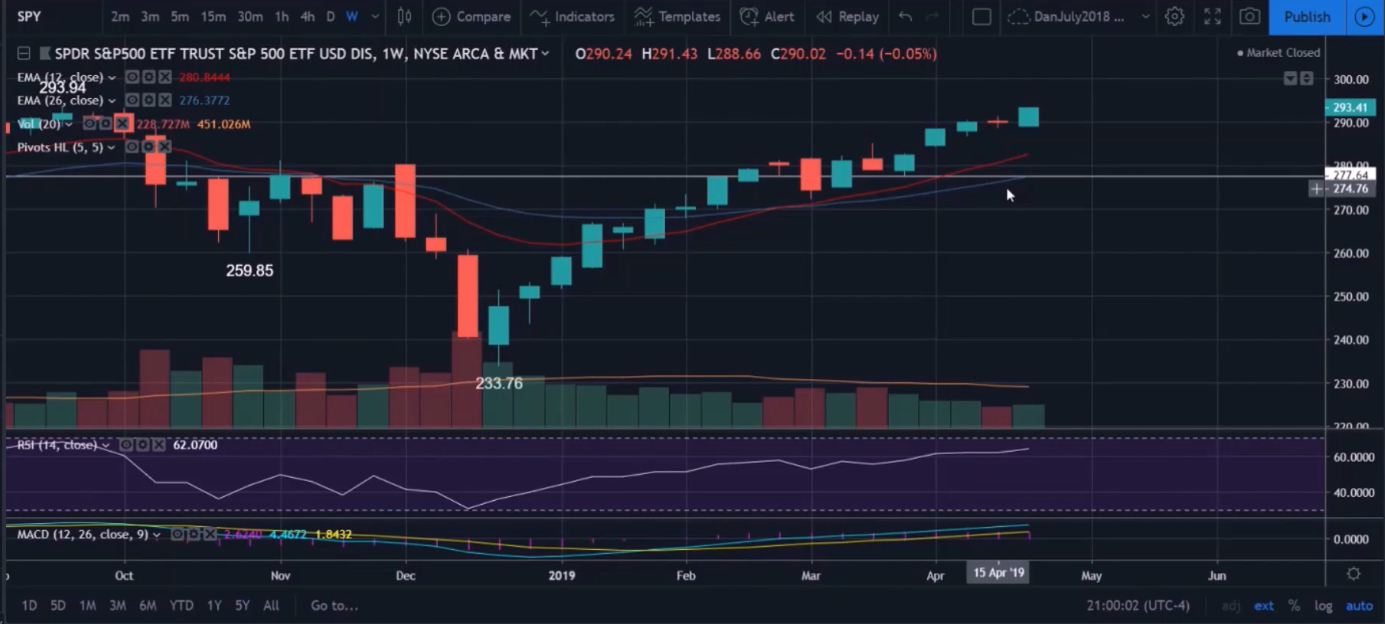 SPY 2m 3m 5m 15m 30m 1h 4h D W Compare Indicators Templates Alert Replay DanJuly2018 ... Publish
SPDR S&P500 ETF TRUST S&P 500 ETF USD DIS, 1W, NYSE ARCA & MKT O290.24 H291.43 L288.66 C290.02 −0.14 (−0.05%) Market Closed
EMA (12, close) 280.8444
293.94
EMA (26, close) 276.3772
Vol (20) 228.727M 451.026M
Pivots HL (5, 5)
300.00
293.41
290.00
280.00
277.64
274.76
270.00
260.00
250.00
240.00
230.00
220.00
259.85
233.76
RSI (14, close) 62.0700
60.0000
40.0000
MACD (12, 26, close, 9) 2.6240 4.4672 1.8432
0.0000
Oct Nov Dec 2019 Feb Mar Apr 15 Apr '19 May Jun
1D 5D 1M 3M 6M YTD 1Y 5Y All Go to... 21:00:02 (UTC-4) adj ext % log auto